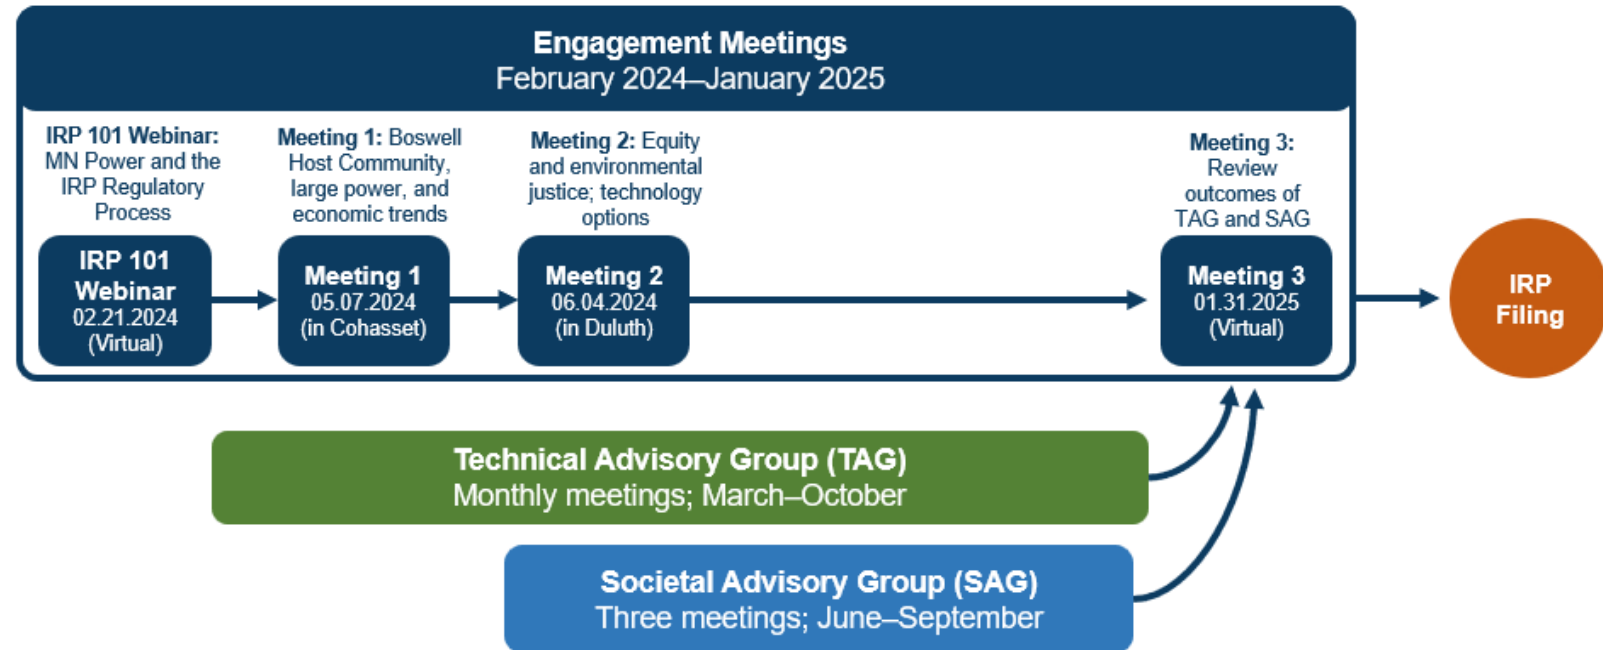 Engagement Meetings
February 2024–January 2025
IRP 101 Webinar:
MN Power and the
IRP Regulatory
Process
Meeting 1: Boswell
Host Community,
large power, and
economic trends
Meeting 2: Equity
and environmental
justice; technology
options
Meeting 3:
Review
outcomes of
TAG and SAG
IRP 101
Webinar
02.21.2024
(Virtual)
Meeting 1
05.07.2024
(in Cohasset)
Meeting 2
06.04.2024
(in Duluth)
Meeting 3
01.31.2025
(Virtual)
IRP
Filing
Technical Advisory Group (TAG)
Monthly meetings; March–October
Societal Advisory Group (SAG)
Three meetings; June–September